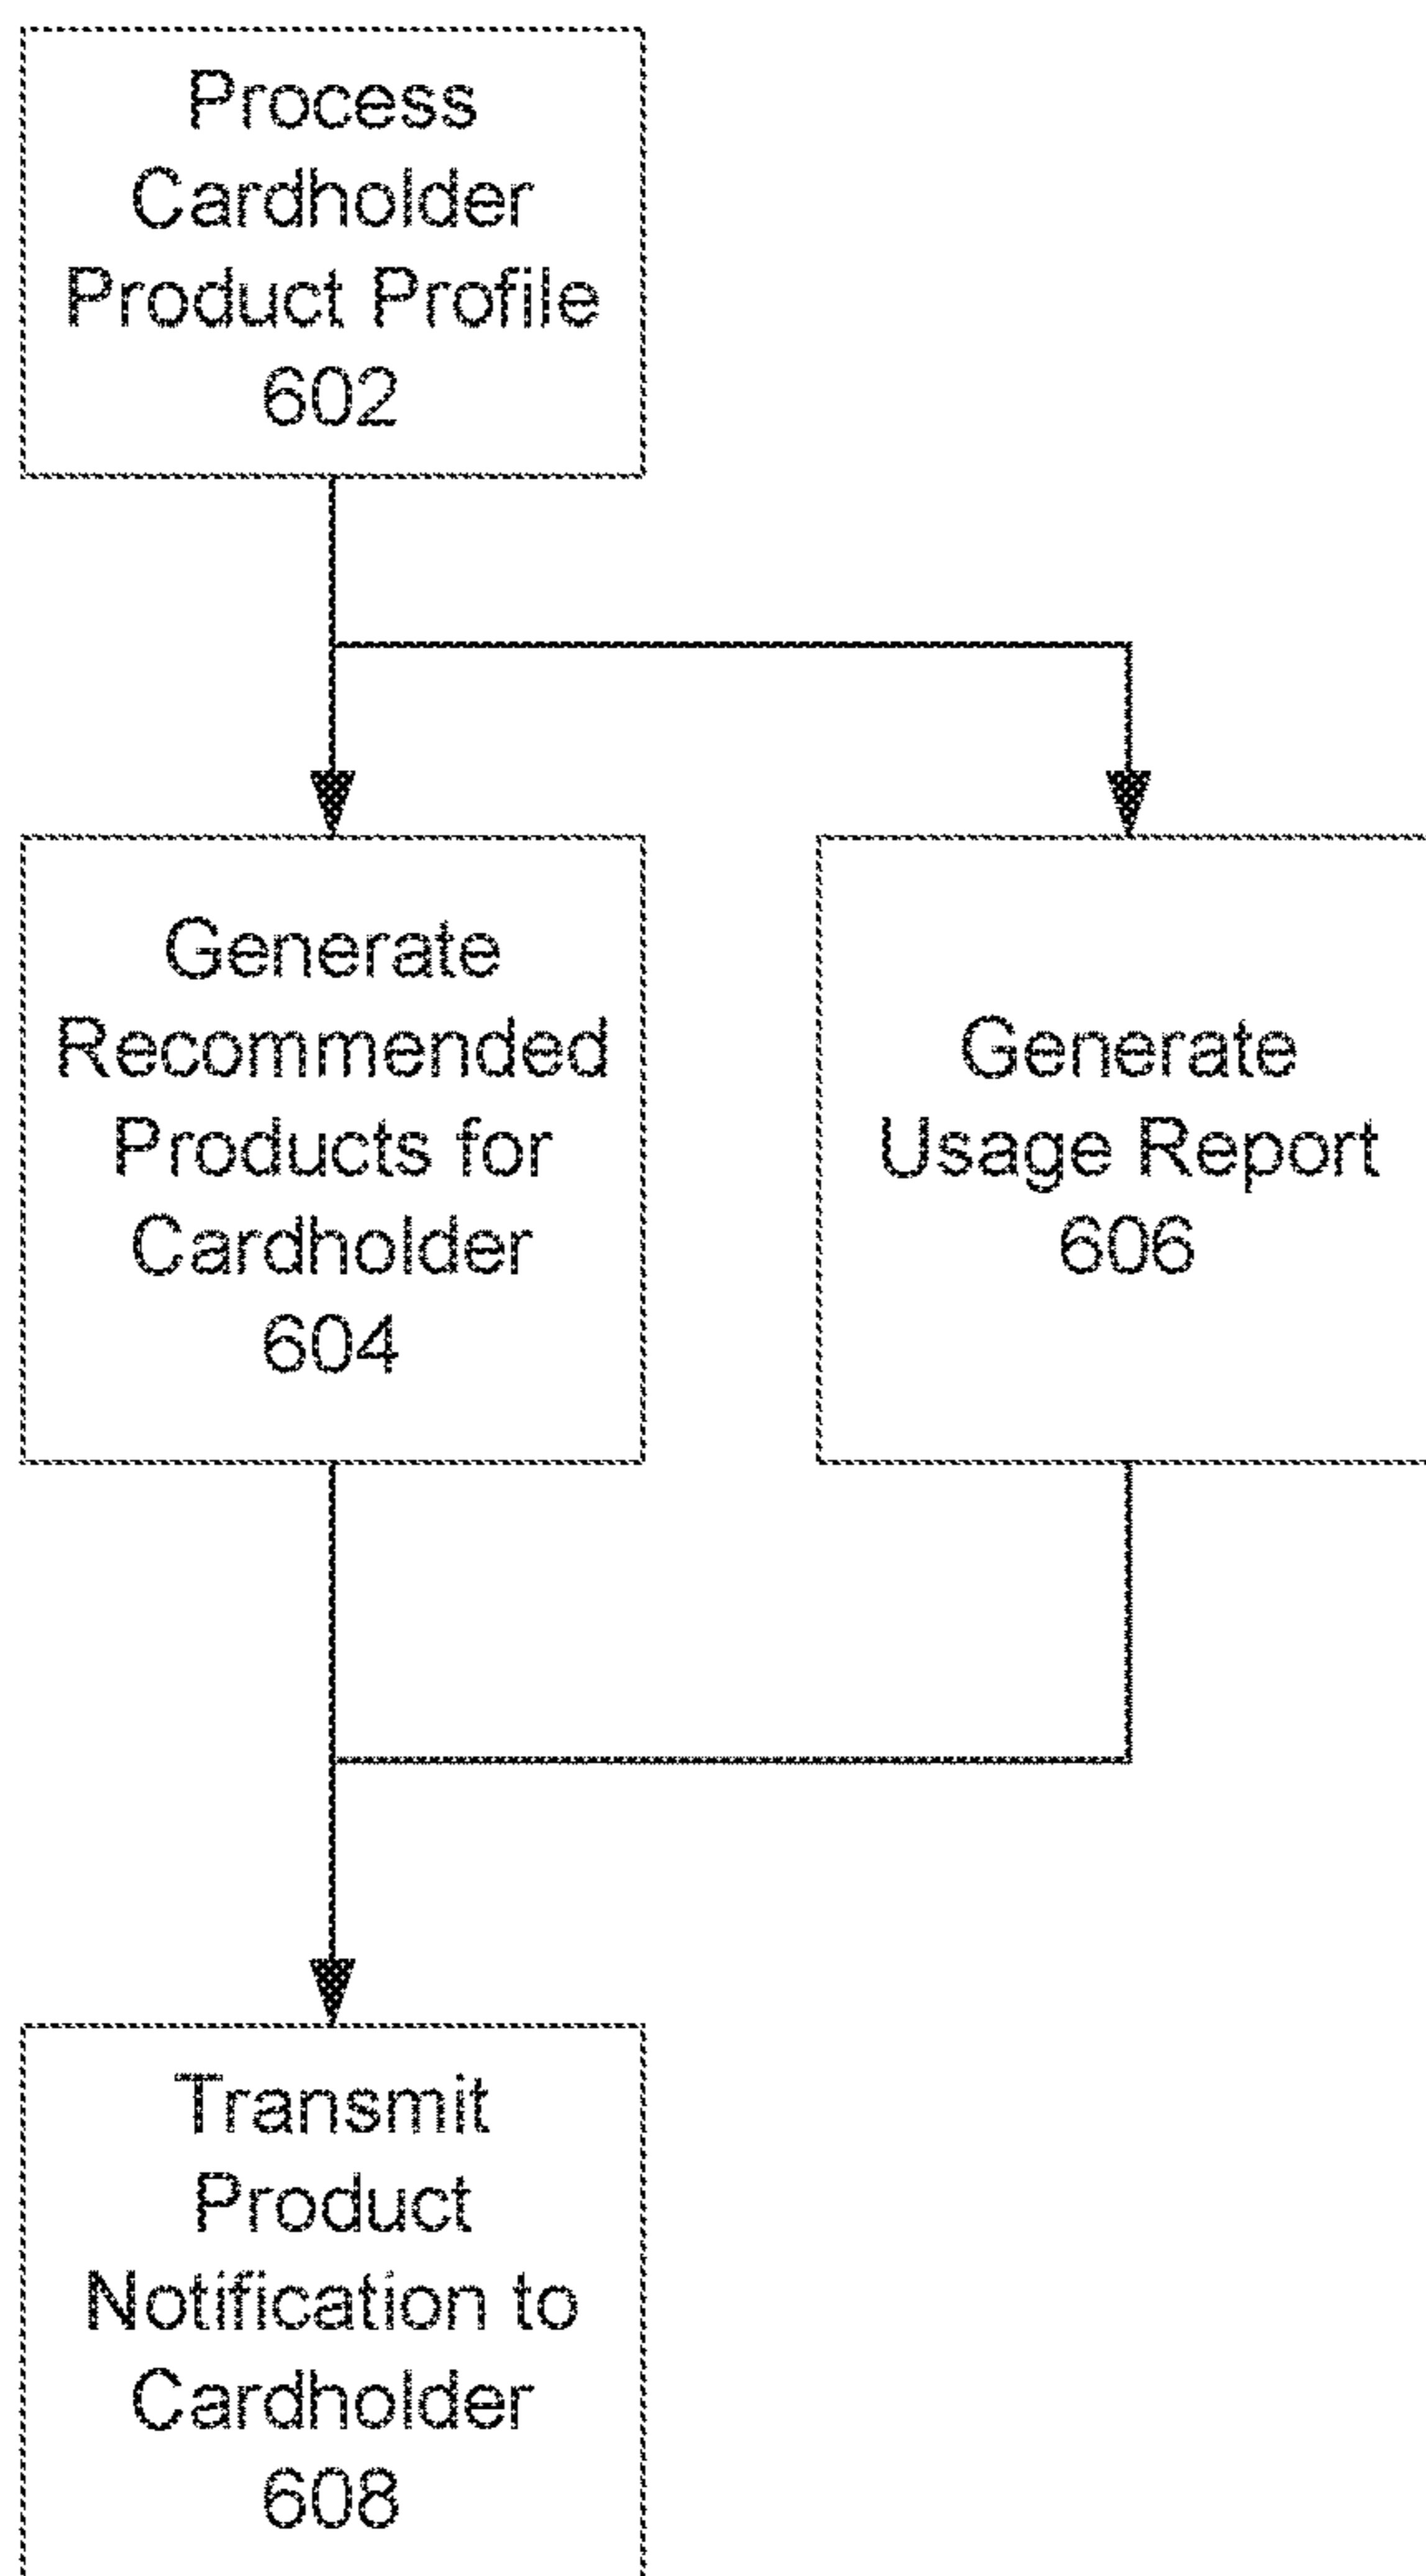 Process
Cardholder
Product Profile
602
Generate
Recommended
Products for
Cardholder
604
Generate
Usage Report
606
Transmit
Product
Notification to
Cardholder
608